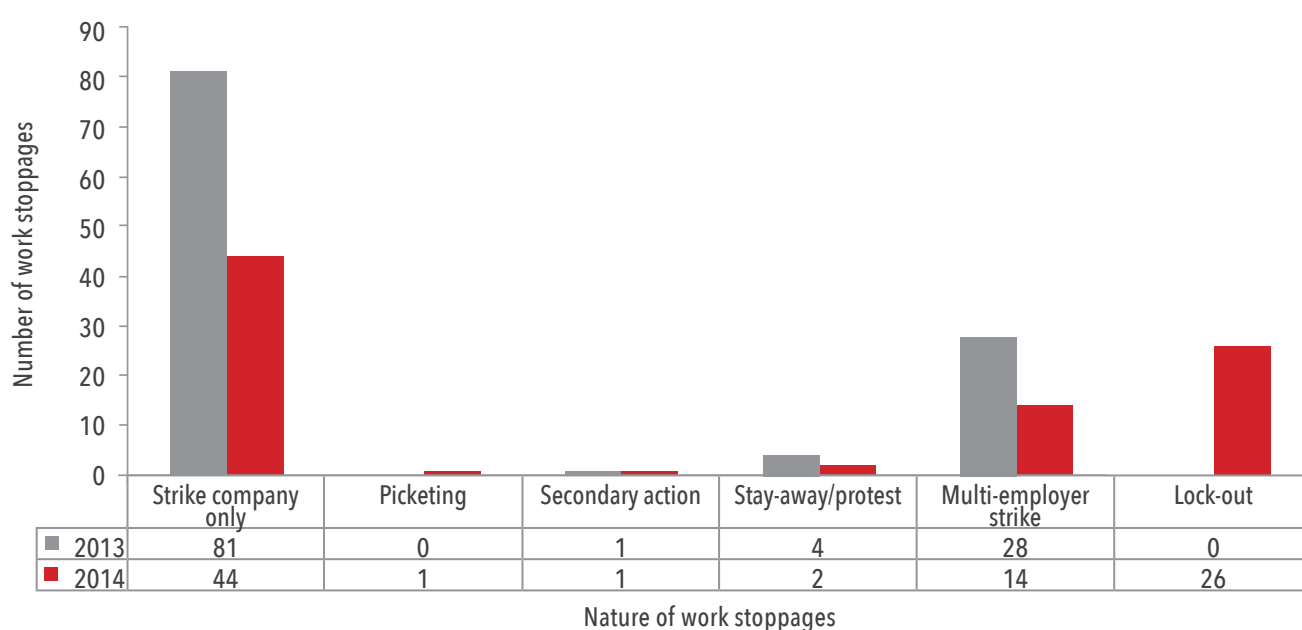 90
80
70
60
50
40
30
20
10
0
Number of work stoppages
Strike company only
Picketing
Secondary action
Stay-away/protest
Multi-employer strike
Lock-out
2013 81 0 1 4 28 0
2014 44 1 1 2 14 26
Nature of work stoppages